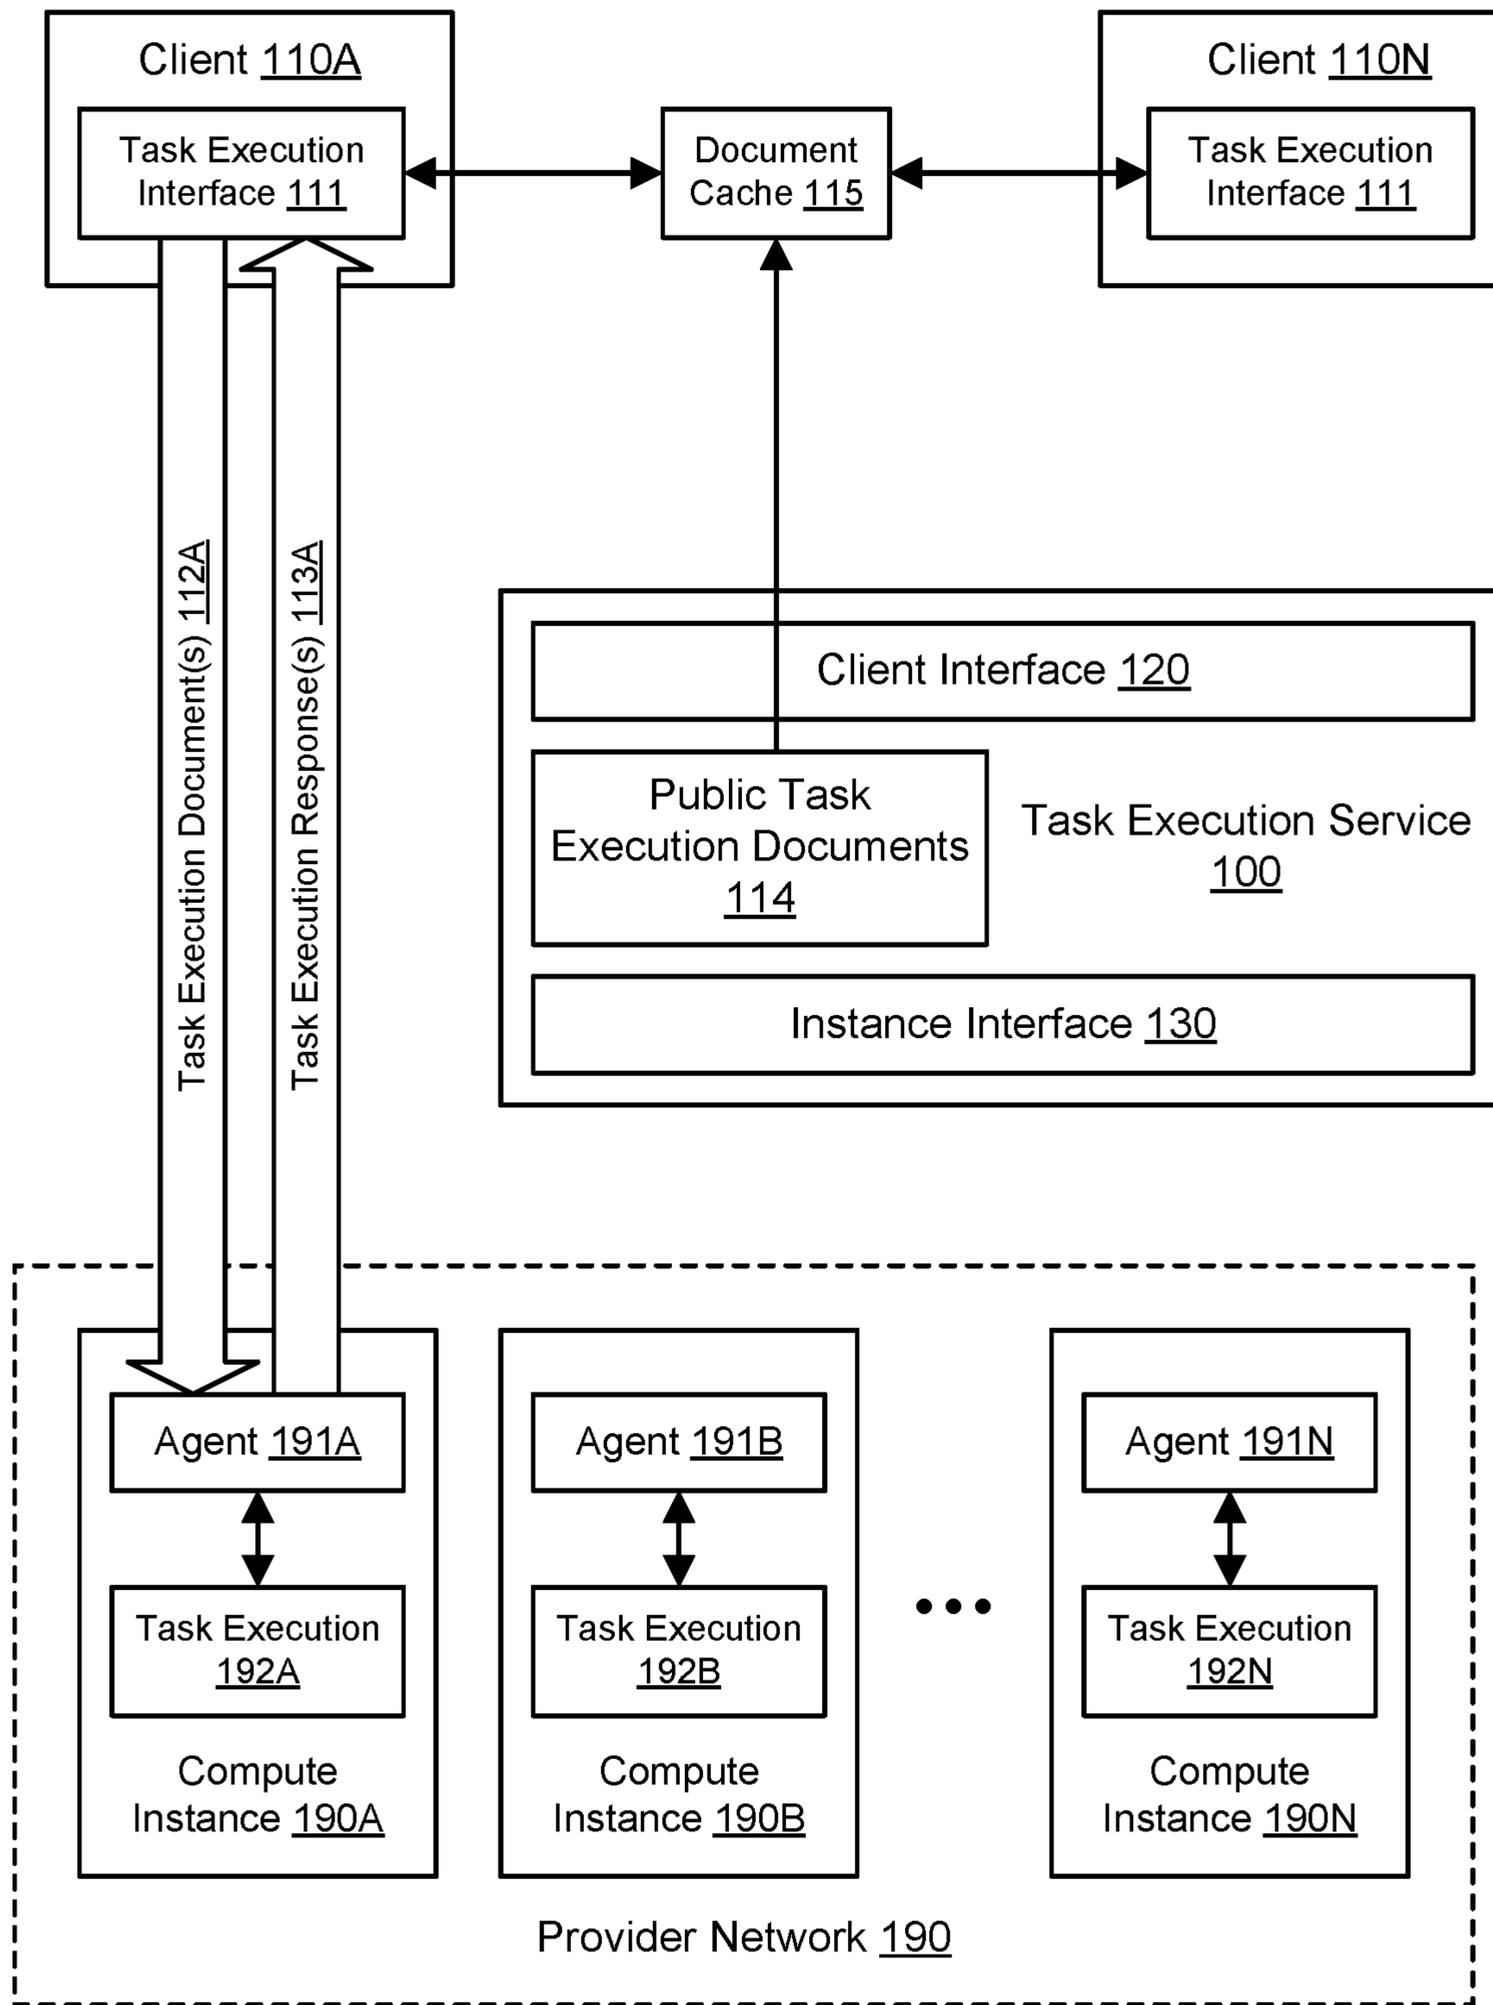 Client 110A
Task Execution
Interface 111
Document
Cache 115
Client 110N
Task Execution
Interface 111
Task Execution Document(s) 112A
Task Execution Response(s) 113A
Client Interface 120
Public Task
Execution Documents
114
Task Execution Service
100
Instance Interface 130
Agent 191A
Task Execution
192A
Compute
Instance 190A
Agent 191B
Task Execution
192B
Compute
Instance 190B
Agent 191N
Task Execution
192N
Compute
Instance 190N
Provider Network 190